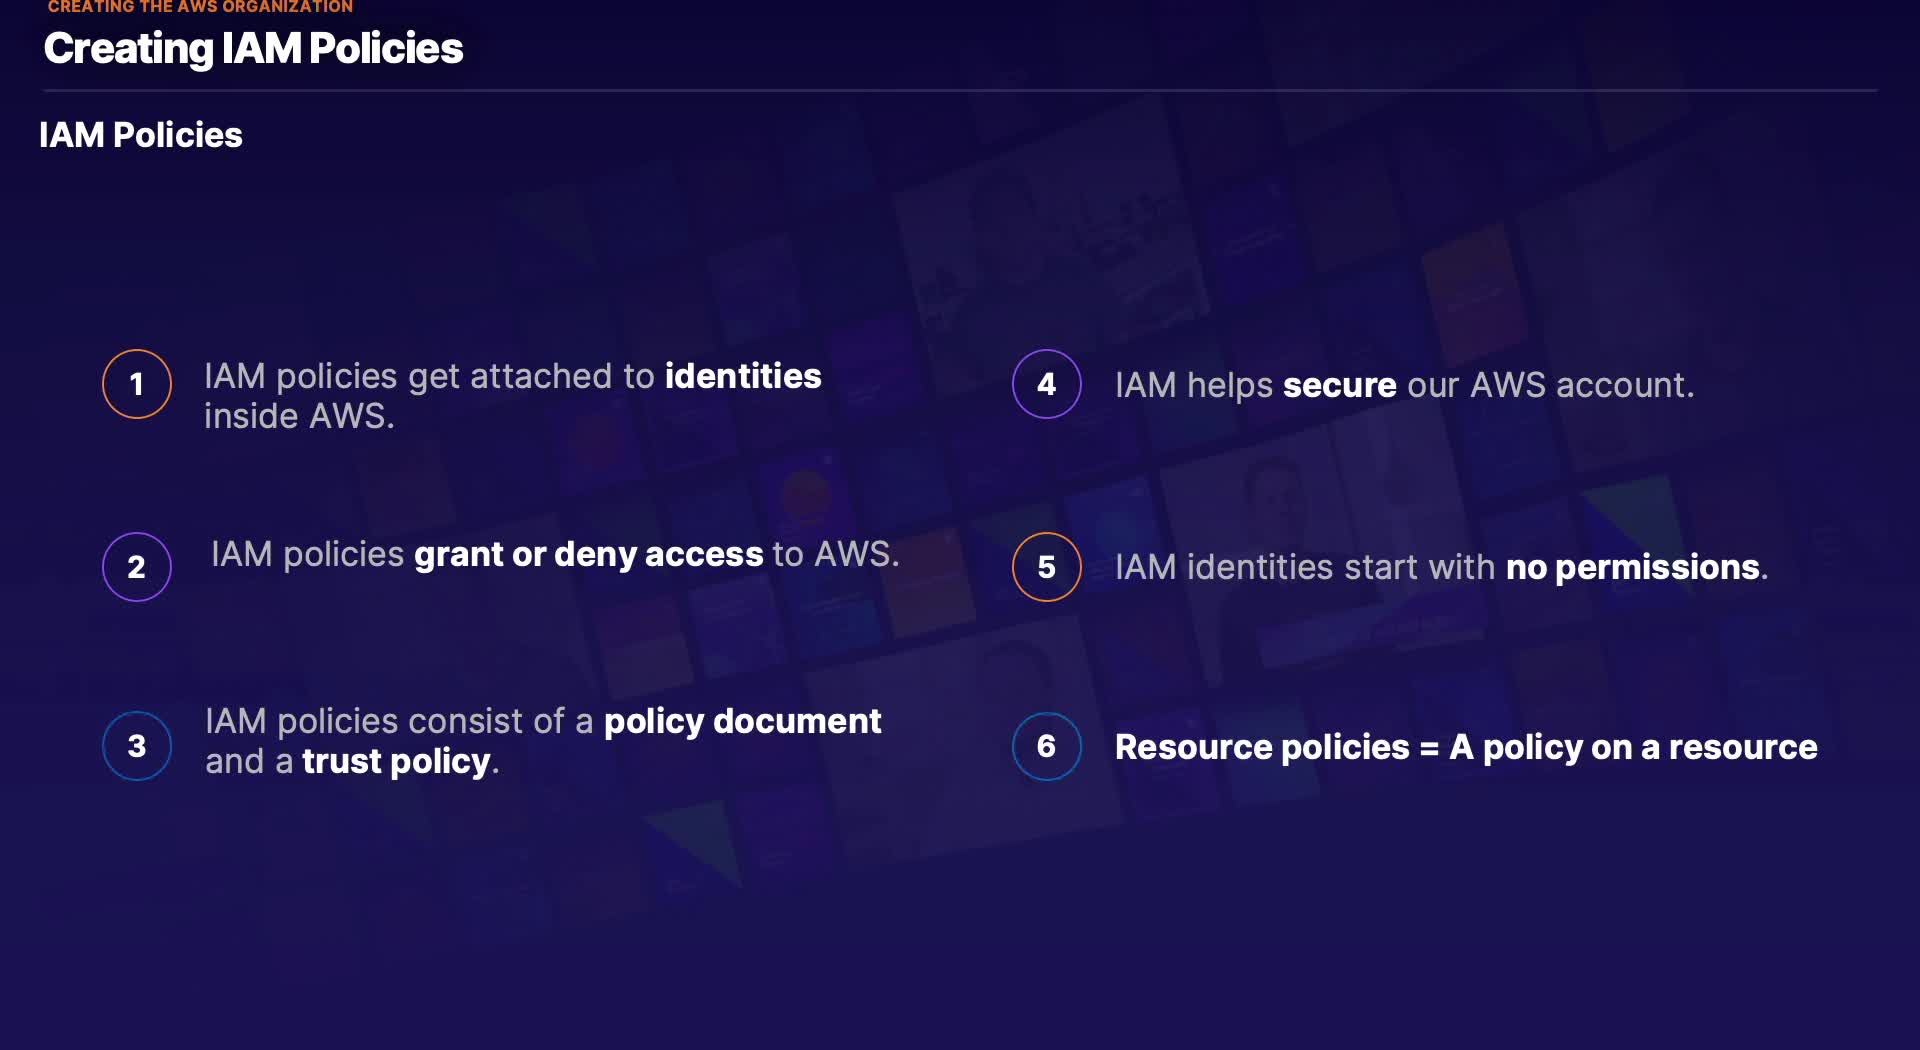 CREATING THE AWS ORGANIZATION
Creating IAM Policies
IAM Policies
1
IAM policies get attached to identities
inside AWS.
2
IAM policies grant or deny access to AWS.
3
IAM policies consist of a policy document
and a trust policy.
4
IAM helps secure our AWS account.
5
IAM identities start with no permissions.
6
Resource policies = A policy on a resource